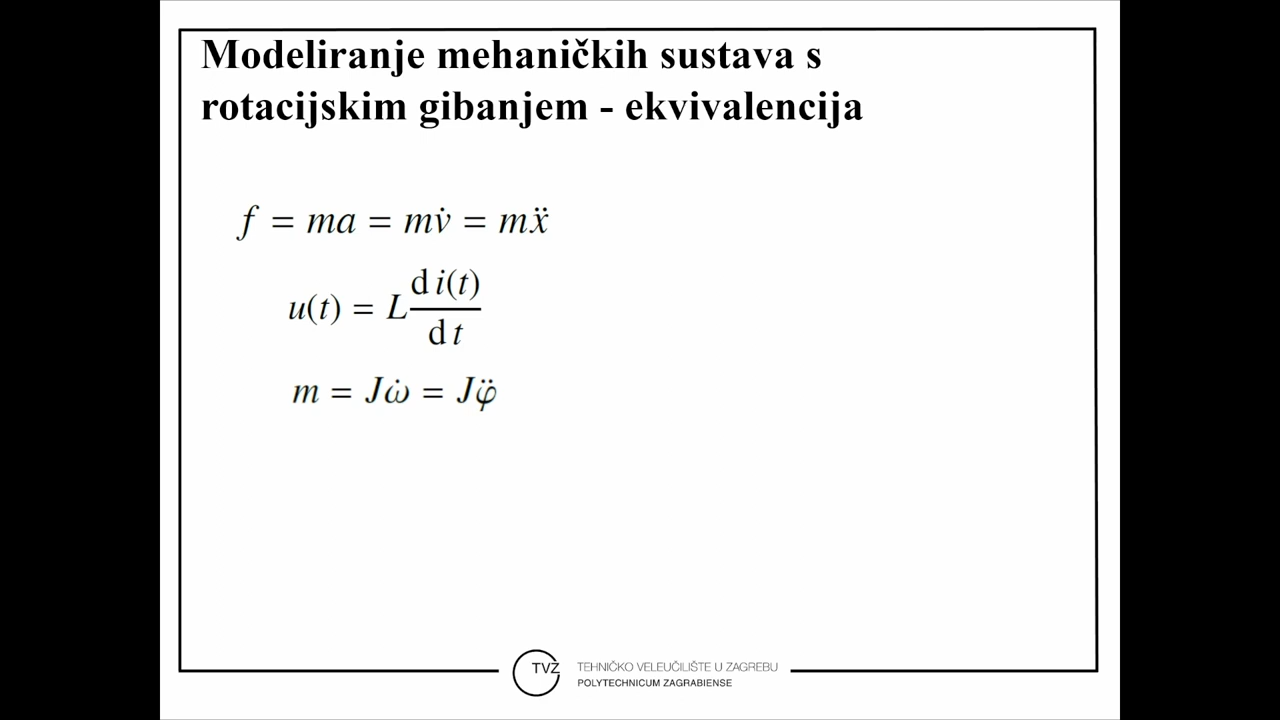 Modeliranje mehaničkih sustava s
rotacijskim gibanjem - ekvivalencija
f = ma = mv̇ = mẍ
u(t) = L d i(t) / d t
m = Jω̇ = Jφ̈
TVZ
TEHNIČKO VELEUČILIŠTE U ZAGREBU
POLYTECHNICUM ZAGRABIENSE